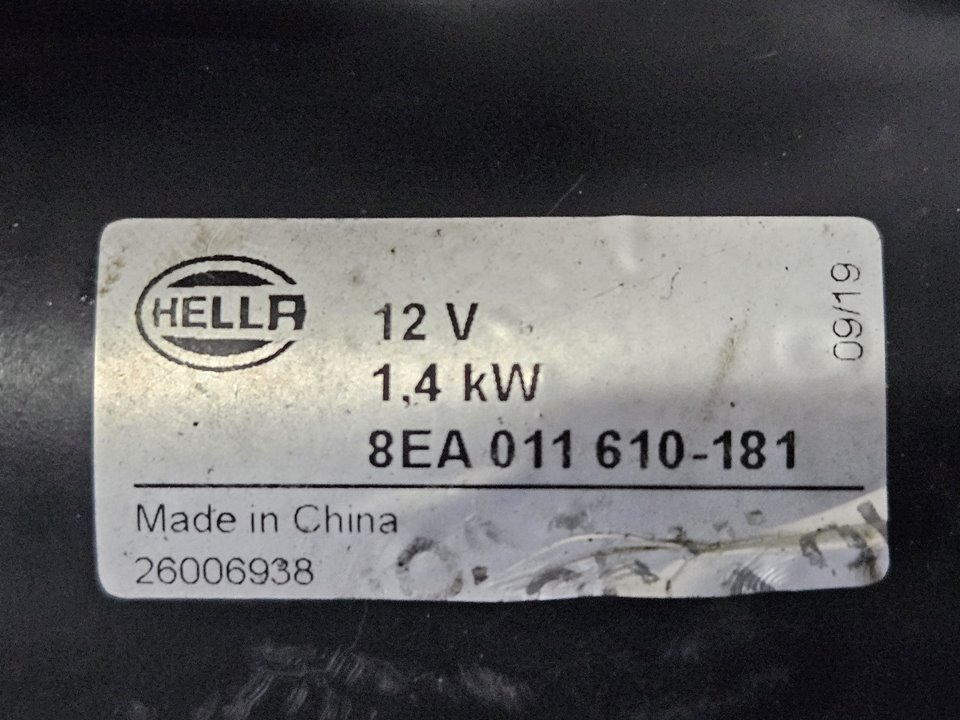 HELLA
12 V
1,4 kW
8EA 011 610-181
09/19
Made in China
26006938